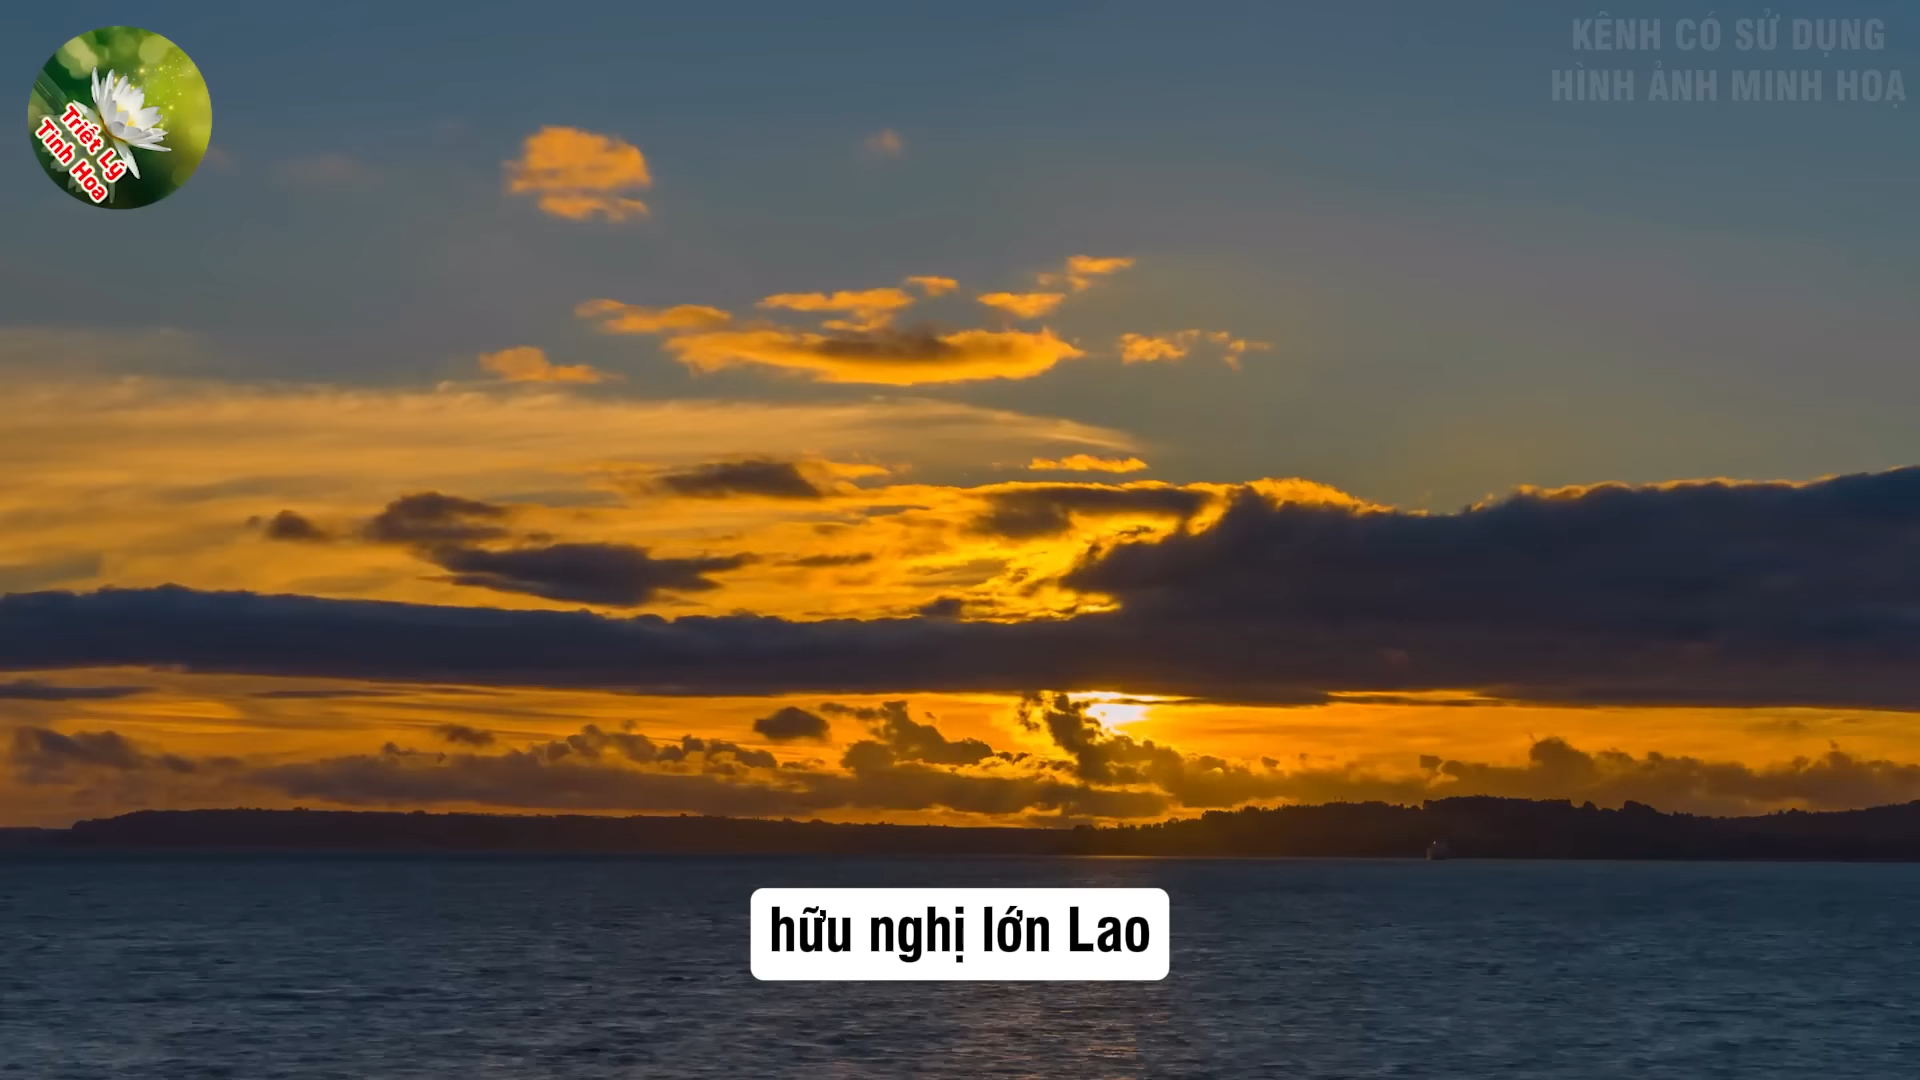 KÊNH CÓ SỬ DỤNG
HÌNH ẢNH MINH HOẠ
Triết Lý
Tinh Hoa
hữu nghị lớn Lao